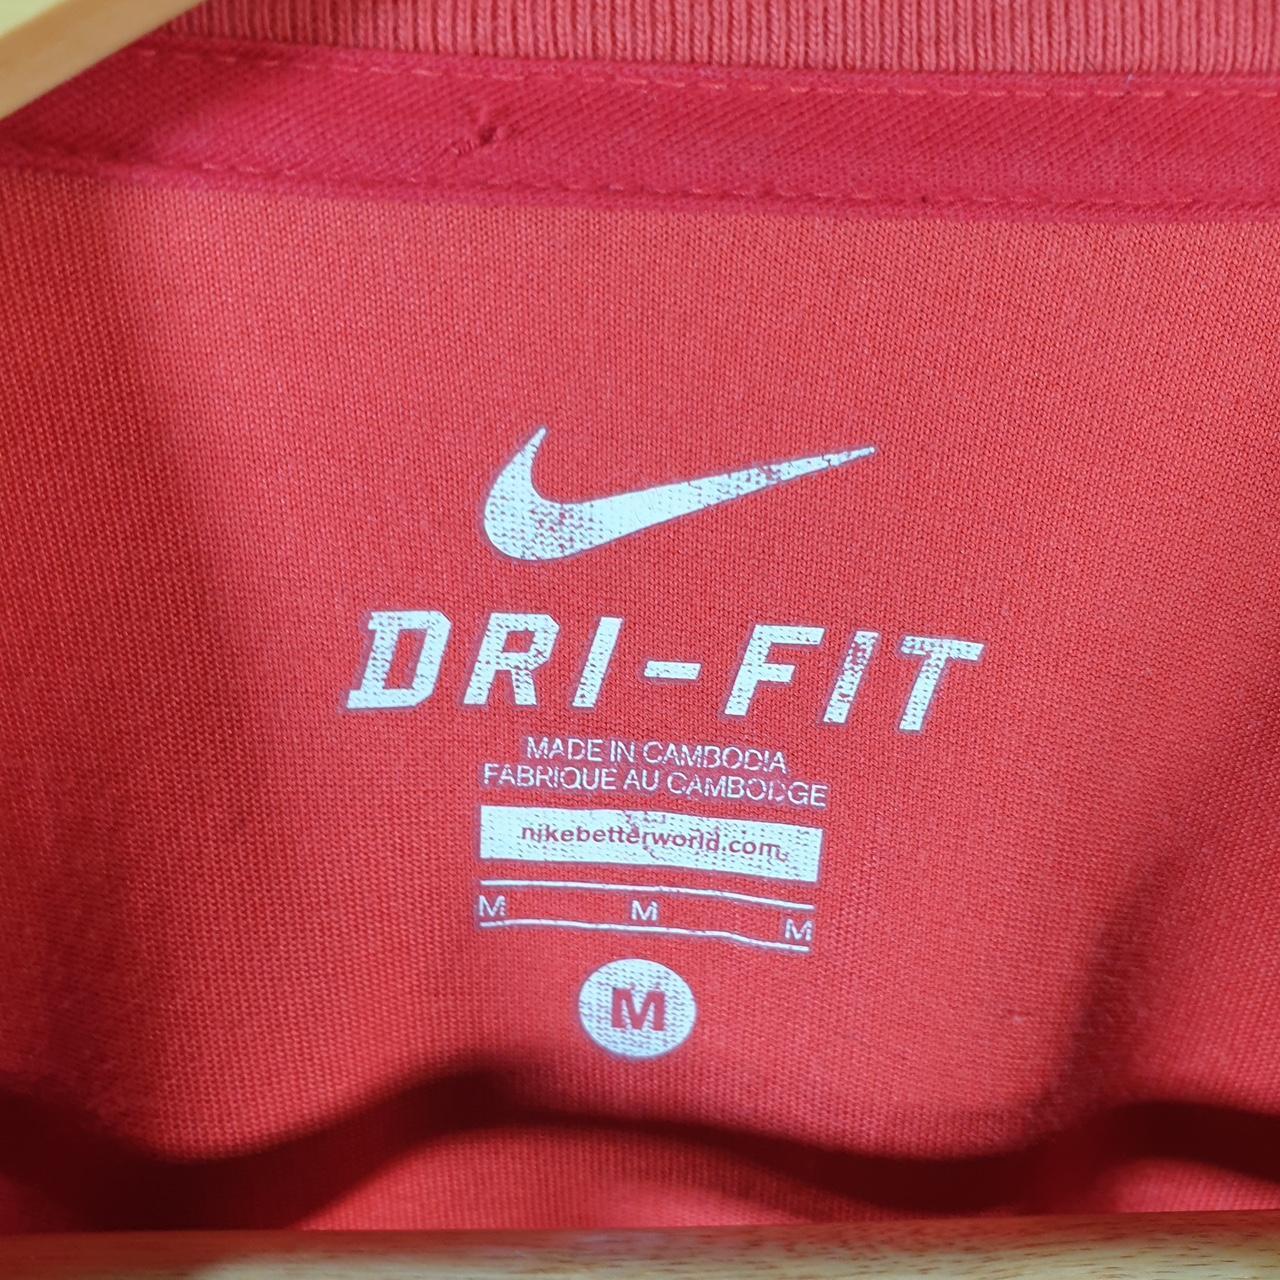 DRI-FIT
MADE IN CAMBODIA
FABRIQUE AU CAMBODGE
nikebetterworld.com
M M M
M